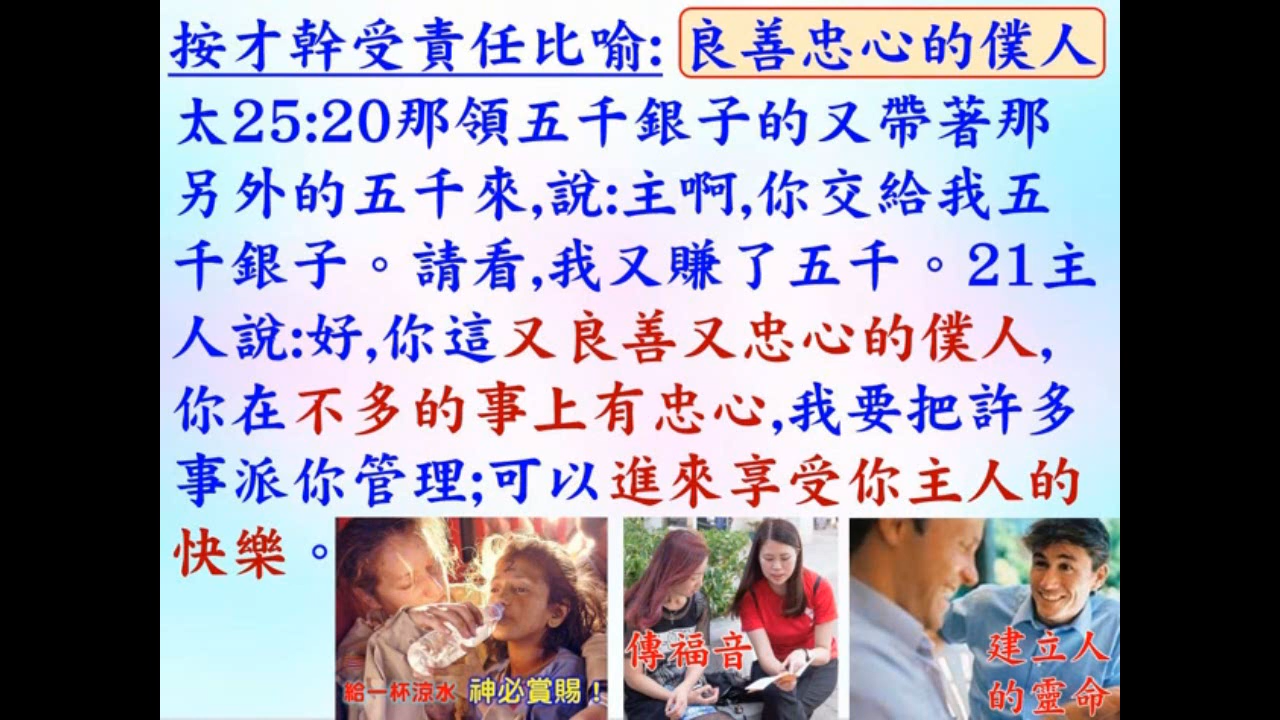 按才幹受責任比喻: 良善忠心的僕人
太25:20那領五千銀子的又帶著那
另外的五千來,說:主啊,你交給我五
千銀子。請看,我又賺了五千。21主
人說:好,你這又良善又忠心的僕人,
你在不多的事上有忠心,我要把許多
事派你管理;可以進來享受你主人的
快樂。
給一杯涼水 神必賞賜!
傳福音
建立人
的靈命